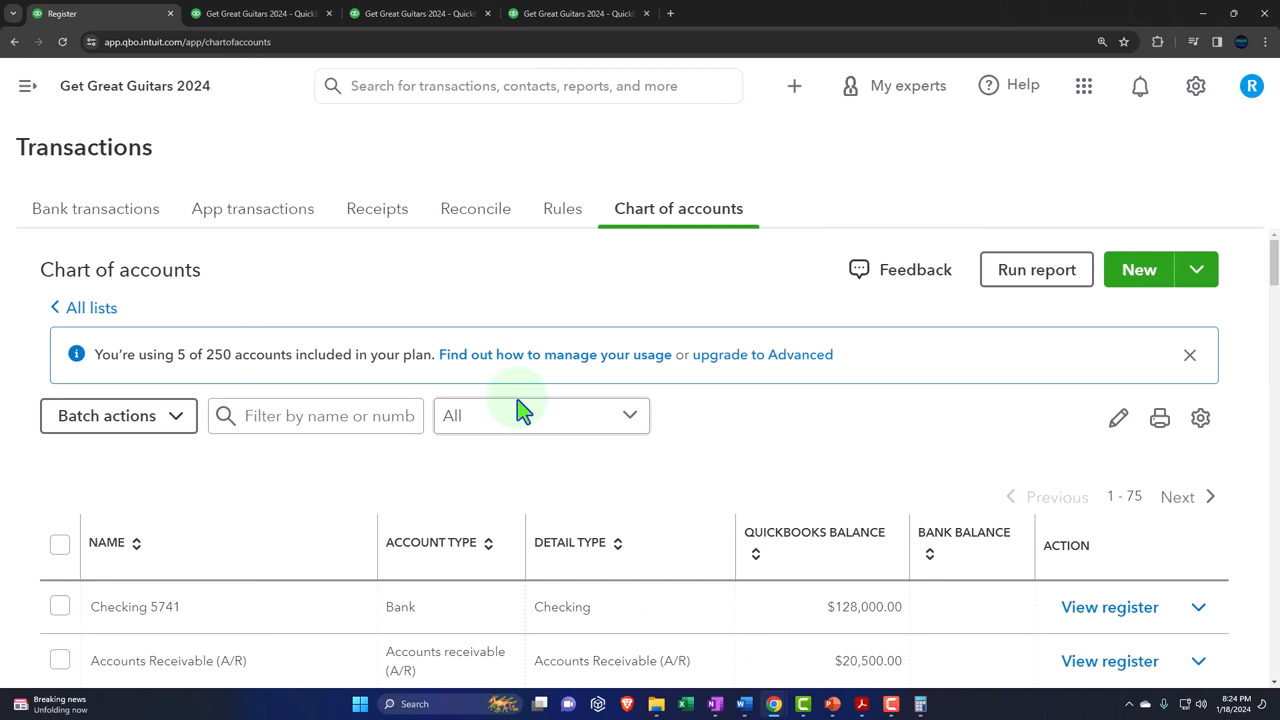 Register
Get Great Guitars 2024 - Quick
Get Great Guitars 2024 - Quick
Get Great Guitars 2024 - Quick
app.qbo.intuit.com/app/chartofaccounts
Get Great Guitars 2024
Search for transactions, contacts, reports, and more
My experts
Help
R
Transactions
Bank transactions
App transactions
Receipts
Reconcile
Rules
Chart of accounts
Chart of accounts
Feedback
Run report
New
All lists
You're using 5 of 250 accounts included in your plan. Find out how to manage your usage or upgrade to Advanced
Batch actions
Filter by name or numb
All
Previous 1 - 75 Next
NAME ACCOUNT TYPE DETAIL TYPE QUICKBOOKS BALANCE BANK BALANCE ACTION
Checking 5741 Bank Checking $128,000.00 View register
Accounts Receivable (A/R) Accounts receivable (A/R) Accounts Receivable (A/R) $20,500.00 View register
Breaking news
Unfolding now
Search
8:24 PM
1/18/2024